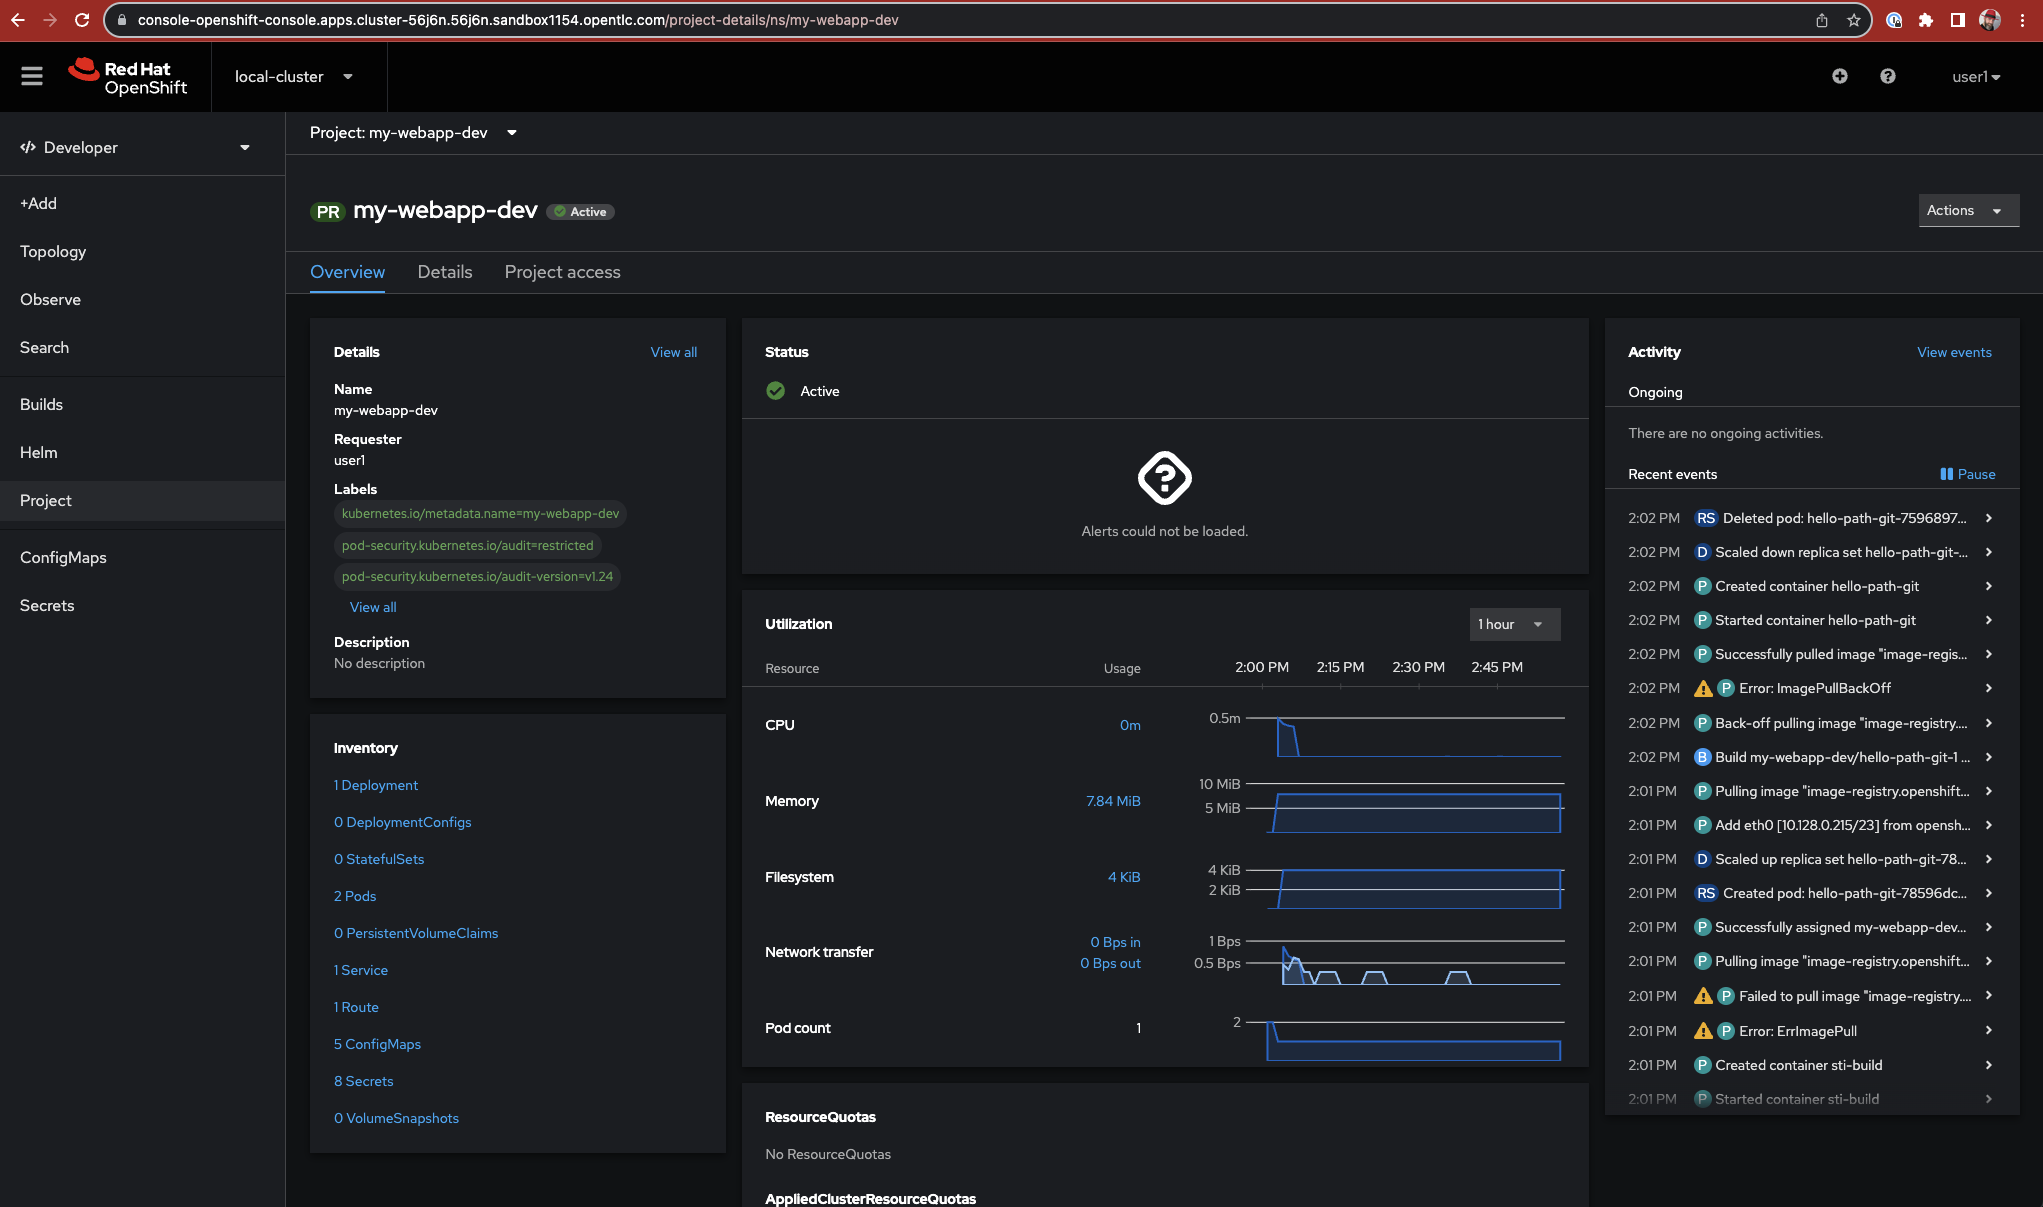 console-openshift-console.apps.cluster-56j6n.56j6n.sandbox1154.opentlc.com/project-details/ns/my-webapp-dev
Red Hat
OpenShift
local-cluster
user1
Developer
+Add
Topology
Observe
Search
Builds
Helm
Project
ConfigMaps
Secrets
Project: my-webapp-dev
PR my-webapp-dev Active
Actions
Overview Details Project access
Details View all
Name
my-webapp-dev
Requester
user1
Labels
kubernetes.io/metadata.name=my-webapp-dev
pod-security.kubernetes.io/audit=restricted
pod-security.kubernetes.io/audit-version=v1.24
View all
Description
No description
Inventory
1 Deployment
0 DeploymentConfigs
0 StatefulSets
2 Pods
0 PersistentVolumeClaims
1 Service
1 Route
5 ConfigMaps
8 Secrets
0 VolumeSnapshots
Status
Active
Alerts could not be loaded.
Utilization 1 hour
Resource Usage 2:00 PM 2:15 PM 2:30 PM 2:45 PM
CPU 0m 0.5m
Memory 7.84 MiB 10 MiB
5 MiB
Filesystem 4 KiB 4 KiB
2 KiB
Network transfer 0 Bps in 1 Bps
0 Bps out 0.5 Bps
Pod count 1 2
ResourceQuotas
No ResourceQuotas
AppliedClusterResourceQuotas
Activity View events
Ongoing
There are no ongoing activities.
Recent events Pause
2:02 PM RS Deleted pod: hello-path-git-7596897...
2:02 PM D Scaled down replica set hello-path-git-...
2:02 PM P Created container hello-path-git
2:02 PM P Started container hello-path-git
2:02 PM P Successfully pulled image "image-regis...
2:02 PM P Error: ImagePullBackOff
2:02 PM P Back-off pulling image "image-registry....
2:02 PM B Build my-webapp-dev/hello-path-git-1 ...
2:01 PM P Pulling image "image-registry.openshift...
2:01 PM P Add eth0 [10.128.0.215/23] from opensh...
2:01 PM D Scaled up replica set hello-path-git-78...
2:01 PM RS Created pod: hello-path-git-78596dc...
2:01 PM P Successfully assigned my-webapp-dev...
2:01 PM P Pulling image "image-registry.openshift...
2:01 PM P Failed to pull image "image-registry....
2:01 PM P Error: ErrImagePull
2:01 PM P Created container sti-build
2:01 PM P Started container sti-build